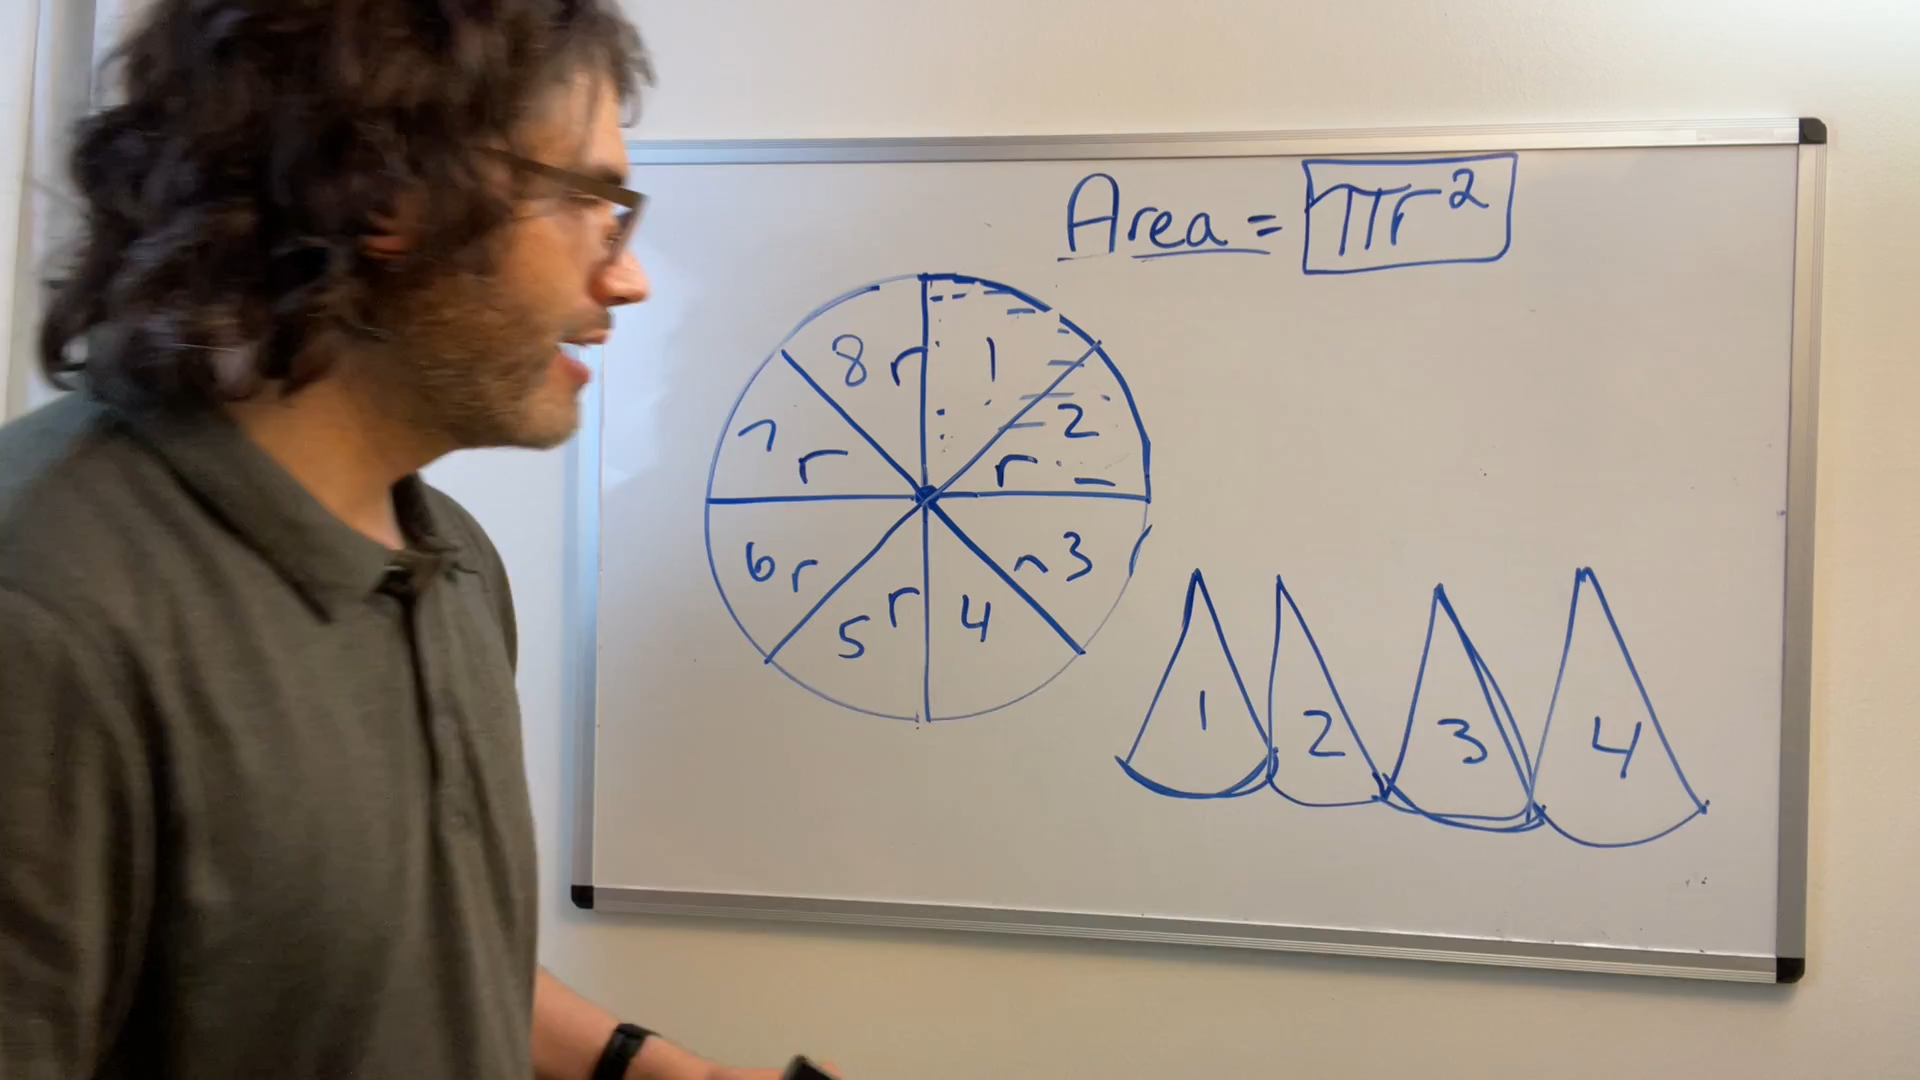 Area = πr²
8 r 1
7 r r 2
6 r r 3
5 r 4
1 2 3 4